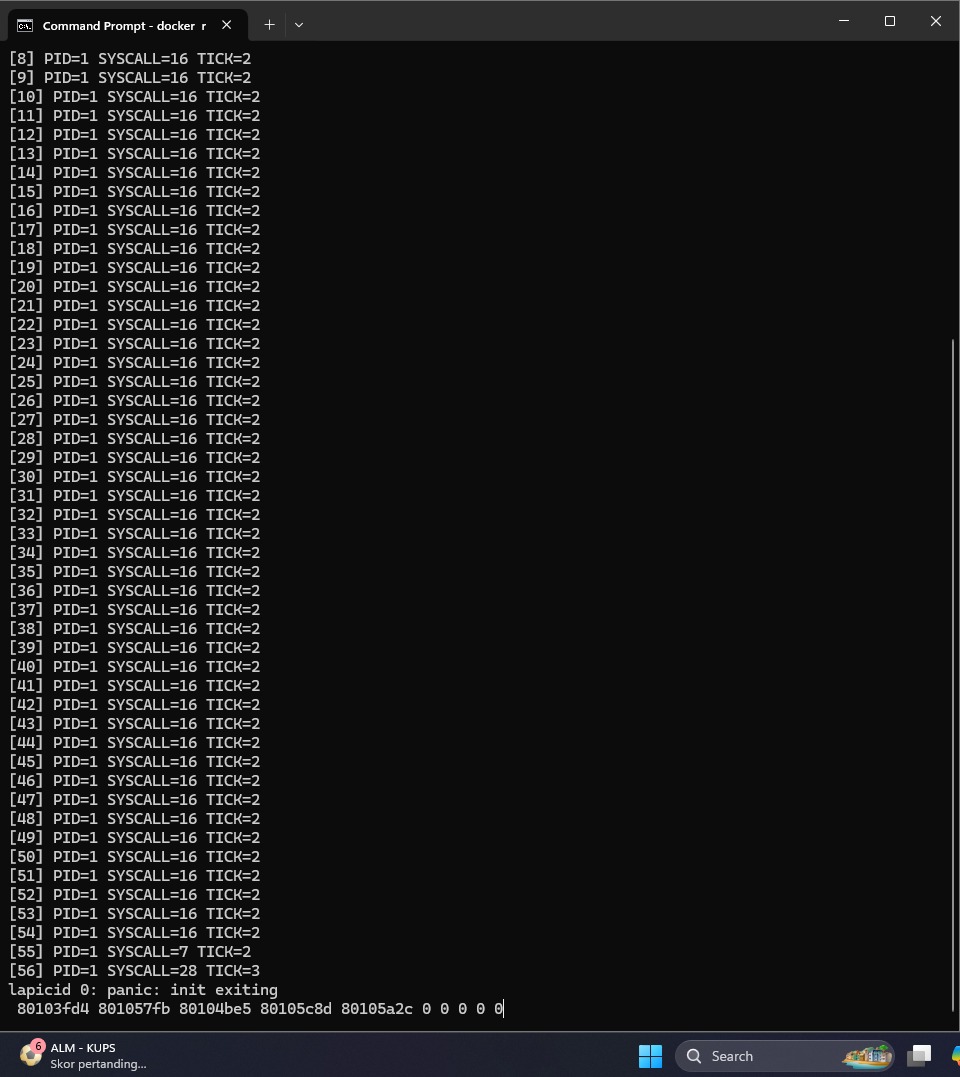 Command Prompt - docker r
[8] PID=1 SYSCALL=16 TICK=2
[9] PID=1 SYSCALL=16 TICK=2
[10] PID=1 SYSCALL=16 TICK=2
[11] PID=1 SYSCALL=16 TICK=2
[12] PID=1 SYSCALL=16 TICK=2
[13] PID=1 SYSCALL=16 TICK=2
[14] PID=1 SYSCALL=16 TICK=2
[15] PID=1 SYSCALL=16 TICK=2
[16] PID=1 SYSCALL=16 TICK=2
[17] PID=1 SYSCALL=16 TICK=2
[18] PID=1 SYSCALL=16 TICK=2
[19] PID=1 SYSCALL=16 TICK=2
[20] PID=1 SYSCALL=16 TICK=2
[21] PID=1 SYSCALL=16 TICK=2
[22] PID=1 SYSCALL=16 TICK=2
[23] PID=1 SYSCALL=16 TICK=2
[24] PID=1 SYSCALL=16 TICK=2
[25] PID=1 SYSCALL=16 TICK=2
[26] PID=1 SYSCALL=16 TICK=2
[27] PID=1 SYSCALL=16 TICK=2
[28] PID=1 SYSCALL=16 TICK=2
[29] PID=1 SYSCALL=16 TICK=2
[30] PID=1 SYSCALL=16 TICK=2
[31] PID=1 SYSCALL=16 TICK=2
[32] PID=1 SYSCALL=16 TICK=2
[33] PID=1 SYSCALL=16 TICK=2
[34] PID=1 SYSCALL=16 TICK=2
[35] PID=1 SYSCALL=16 TICK=2
[36] PID=1 SYSCALL=16 TICK=2
[37] PID=1 SYSCALL=16 TICK=2
[38] PID=1 SYSCALL=16 TICK=2
[39] PID=1 SYSCALL=16 TICK=2
[40] PID=1 SYSCALL=16 TICK=2
[41] PID=1 SYSCALL=16 TICK=2
[42] PID=1 SYSCALL=16 TICK=2
[43] PID=1 SYSCALL=16 TICK=2
[44] PID=1 SYSCALL=16 TICK=2
[45] PID=1 SYSCALL=16 TICK=2
[46] PID=1 SYSCALL=16 TICK=2
[47] PID=1 SYSCALL=16 TICK=2
[48] PID=1 SYSCALL=16 TICK=2
[49] PID=1 SYSCALL=16 TICK=2
[50] PID=1 SYSCALL=16 TICK=2
[51] PID=1 SYSCALL=16 TICK=2
[52] PID=1 SYSCALL=16 TICK=2
[53] PID=1 SYSCALL=16 TICK=2
[54] PID=1 SYSCALL=16 TICK=2
[55] PID=1 SYSCALL=7 TICK=2
[56] PID=1 SYSCALL=28 TICK=3
lapicid 0: panic: init exiting
80103fd4 801057fb 80104be5 80105c8d 80105a2c 0 0 0 0 0
6
ALM - KUPS
Skor pertanding...
Search